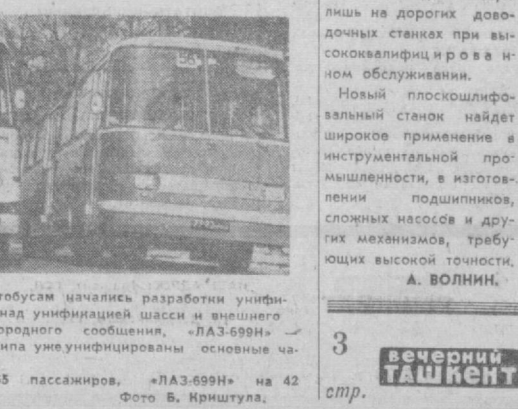 тобусам начались разработки унифи-
над унификацией шасси и внешнего
ородного сообщения, «ЛАЗ-699Н» —
ипа уже унифицированы основные ча-
5 пассажиров, «ЛАЗ-699Н» на 42
Фото Б. Криштула.
лишь на дорогих дово-
дочных станках при вы-
сококвалифицирован-
ном обслуживании.
Новый плоскошлифо-
вальный станок найдет
широкое применение в
инструментальной про-
мышленности, в изготов-
лении подшипников,
сложных насосов и дру-
гих механизмов, требу-
ющих высокой точности.
А. ВОЛНИН.
3
стр.
вечерний
ТАШКЕНТ